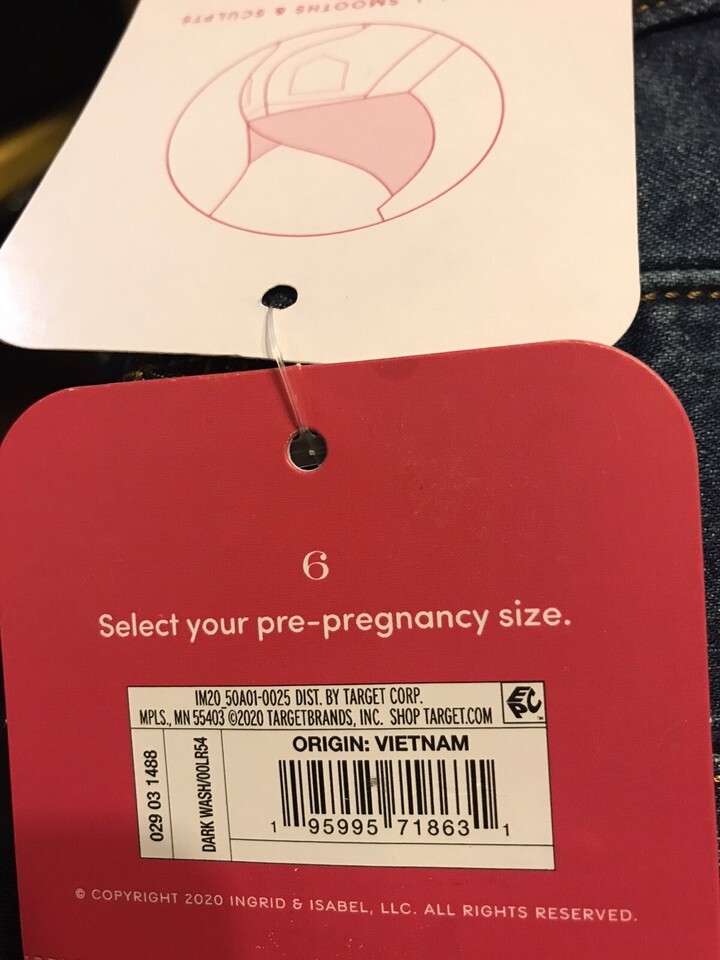 SMOOTHS & SCULPTS
6
Select your pre-pregnancy size.
IM20_50A01-0025 DIST. BY TARGET CORP.
MPLS., MN 55403 ©2020 TARGETBRANDS, INC. SHOP TARGET.COM
EPC
029 03 1488
DARK WASH/00LR54
ORIGIN: VIETNAM
1 95995 71863 1
© COPYRIGHT 2020 INGRID & ISABEL, LLC. ALL RIGHTS RESERVED.